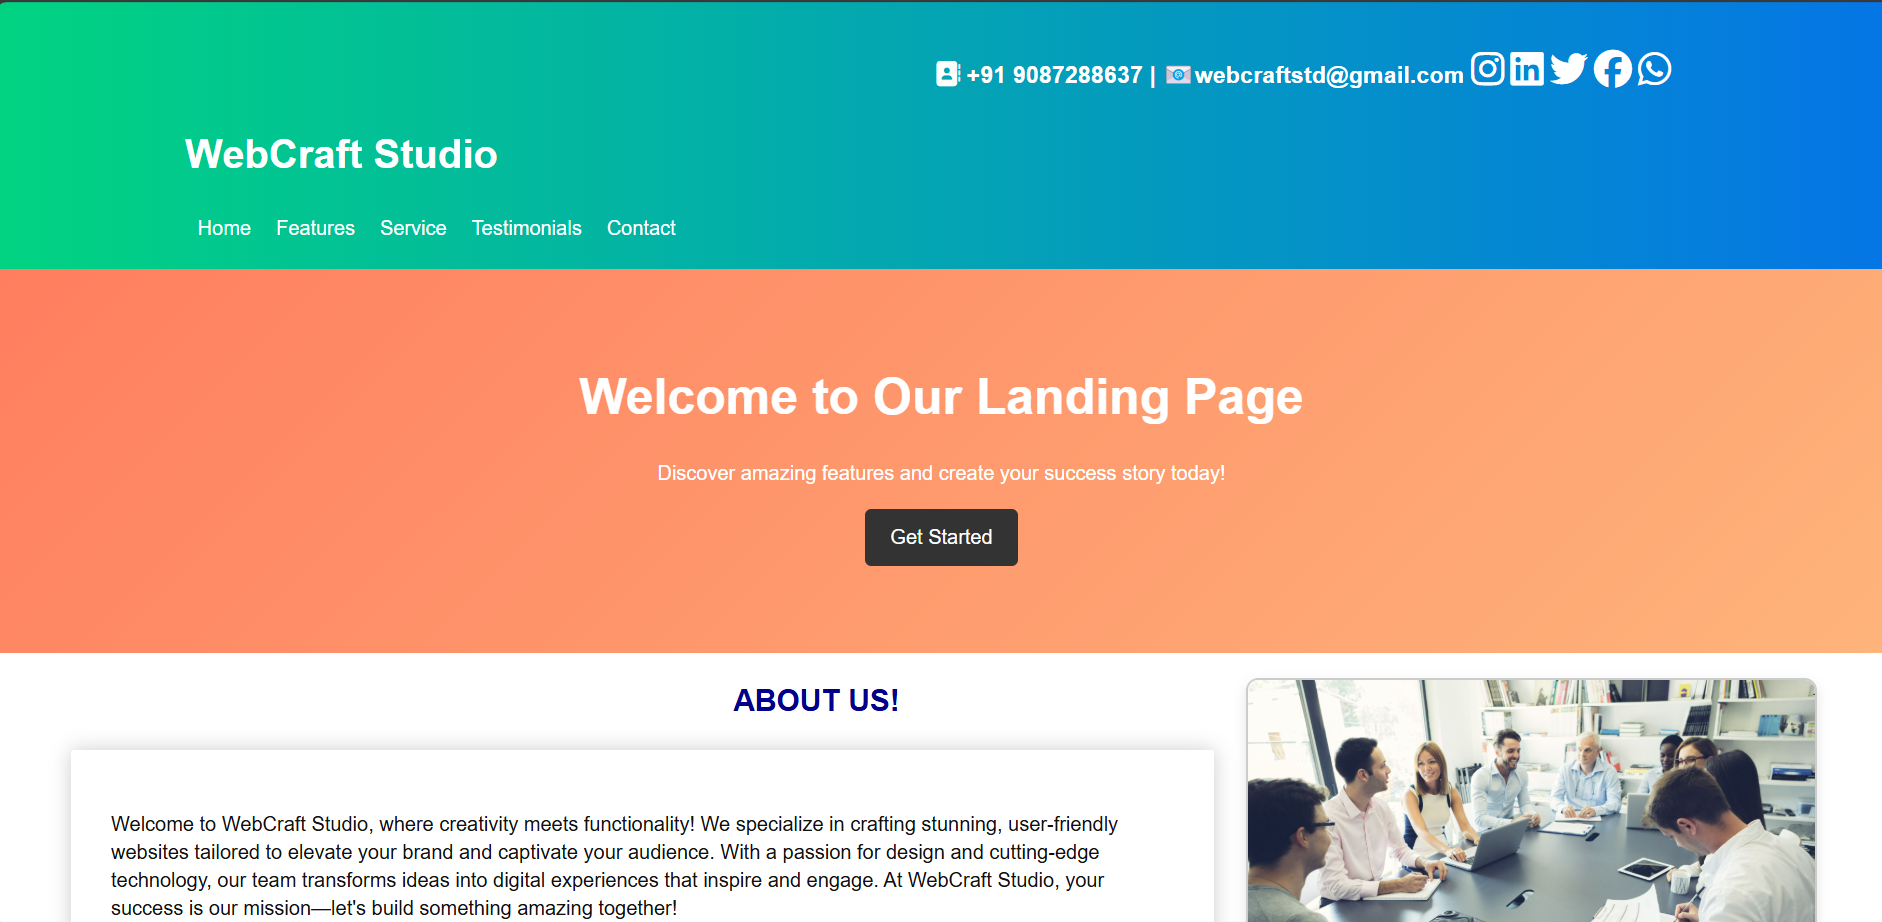 +91 9087288637 | webcraftstd@gmail.com
WebCraft Studio
Home Features Service Testimonials Contact
Welcome to Our Landing Page
Discover amazing features and create your success story today!
Get Started
ABOUT US!
Welcome to WebCraft Studio, where creativity meets functionality! We specialize in crafting stunning, user-friendly
websites tailored to elevate your brand and captivate your audience. With a passion for design and cutting-edge
technology, our team transforms ideas into digital experiences that inspire and engage. At WebCraft Studio, your
success is our mission—let's build something amazing together!